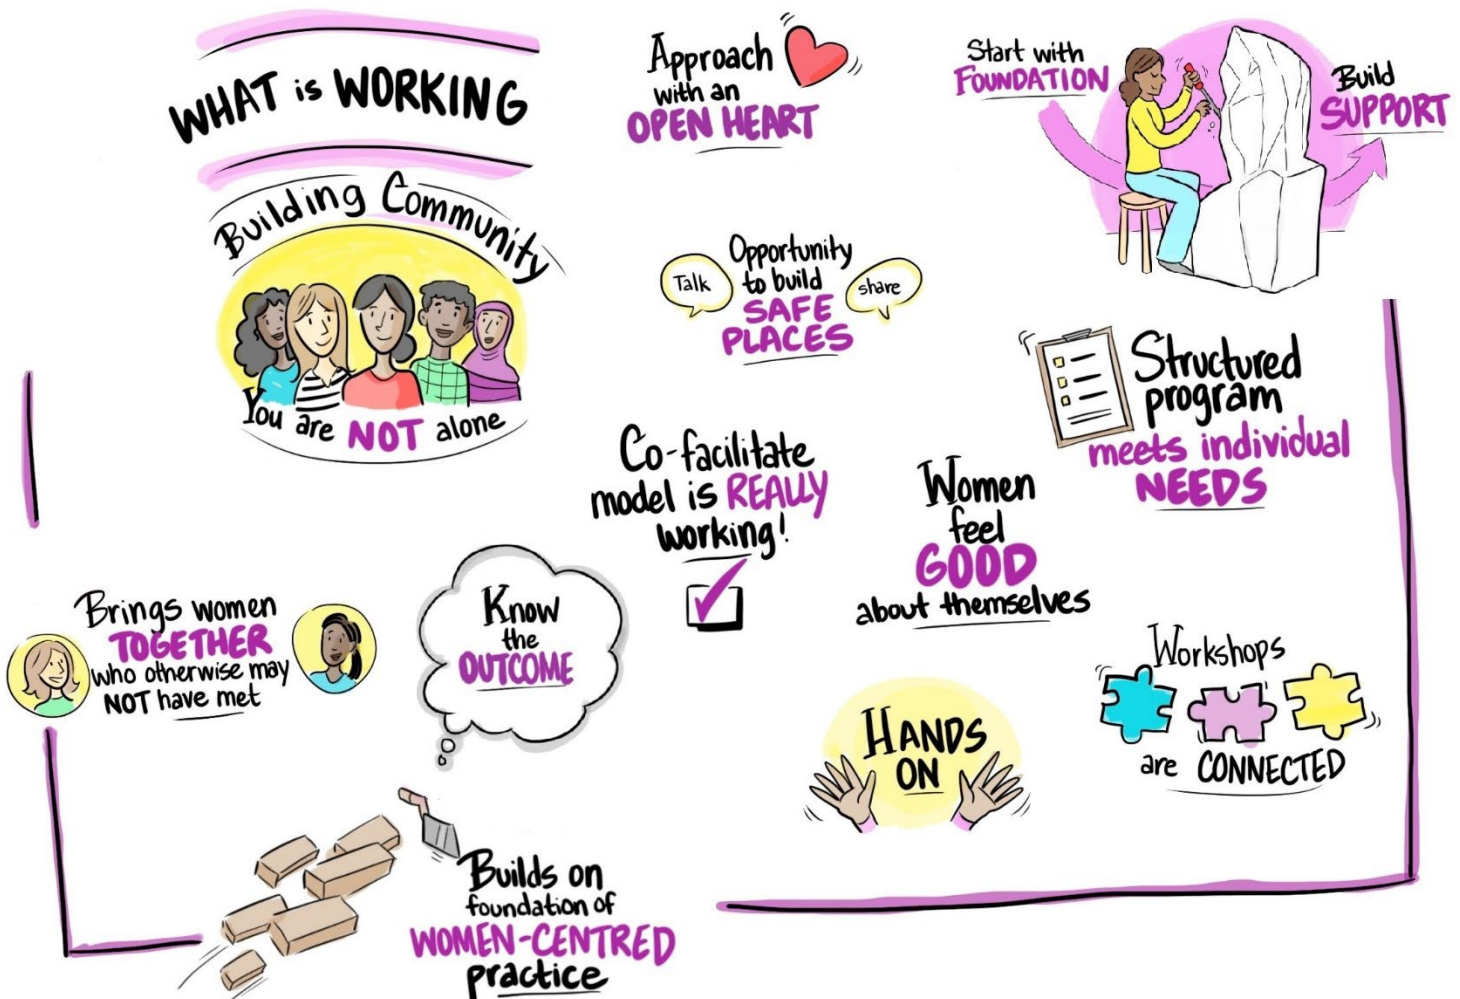 WHAT is WORKING
Building Community
You are NOT alone
Approach
with an
OPEN HEART
Start with
FOUNDATION
Build
SUPPORT
Talk
Opportunity
to build
SAFE
PLACES
share
Structured
program
meets individual
NEEDS
Co-facilitate
model is REALLY
working!
Women
feel
GOOD
about themselves
Brings women
TOGETHER
who otherwise may
NOT have met
Know
the
OUTCOME
Workshops
are CONNECTED
HANDS
ON
Builds on
foundation of
WOMEN-CENTRED
practice